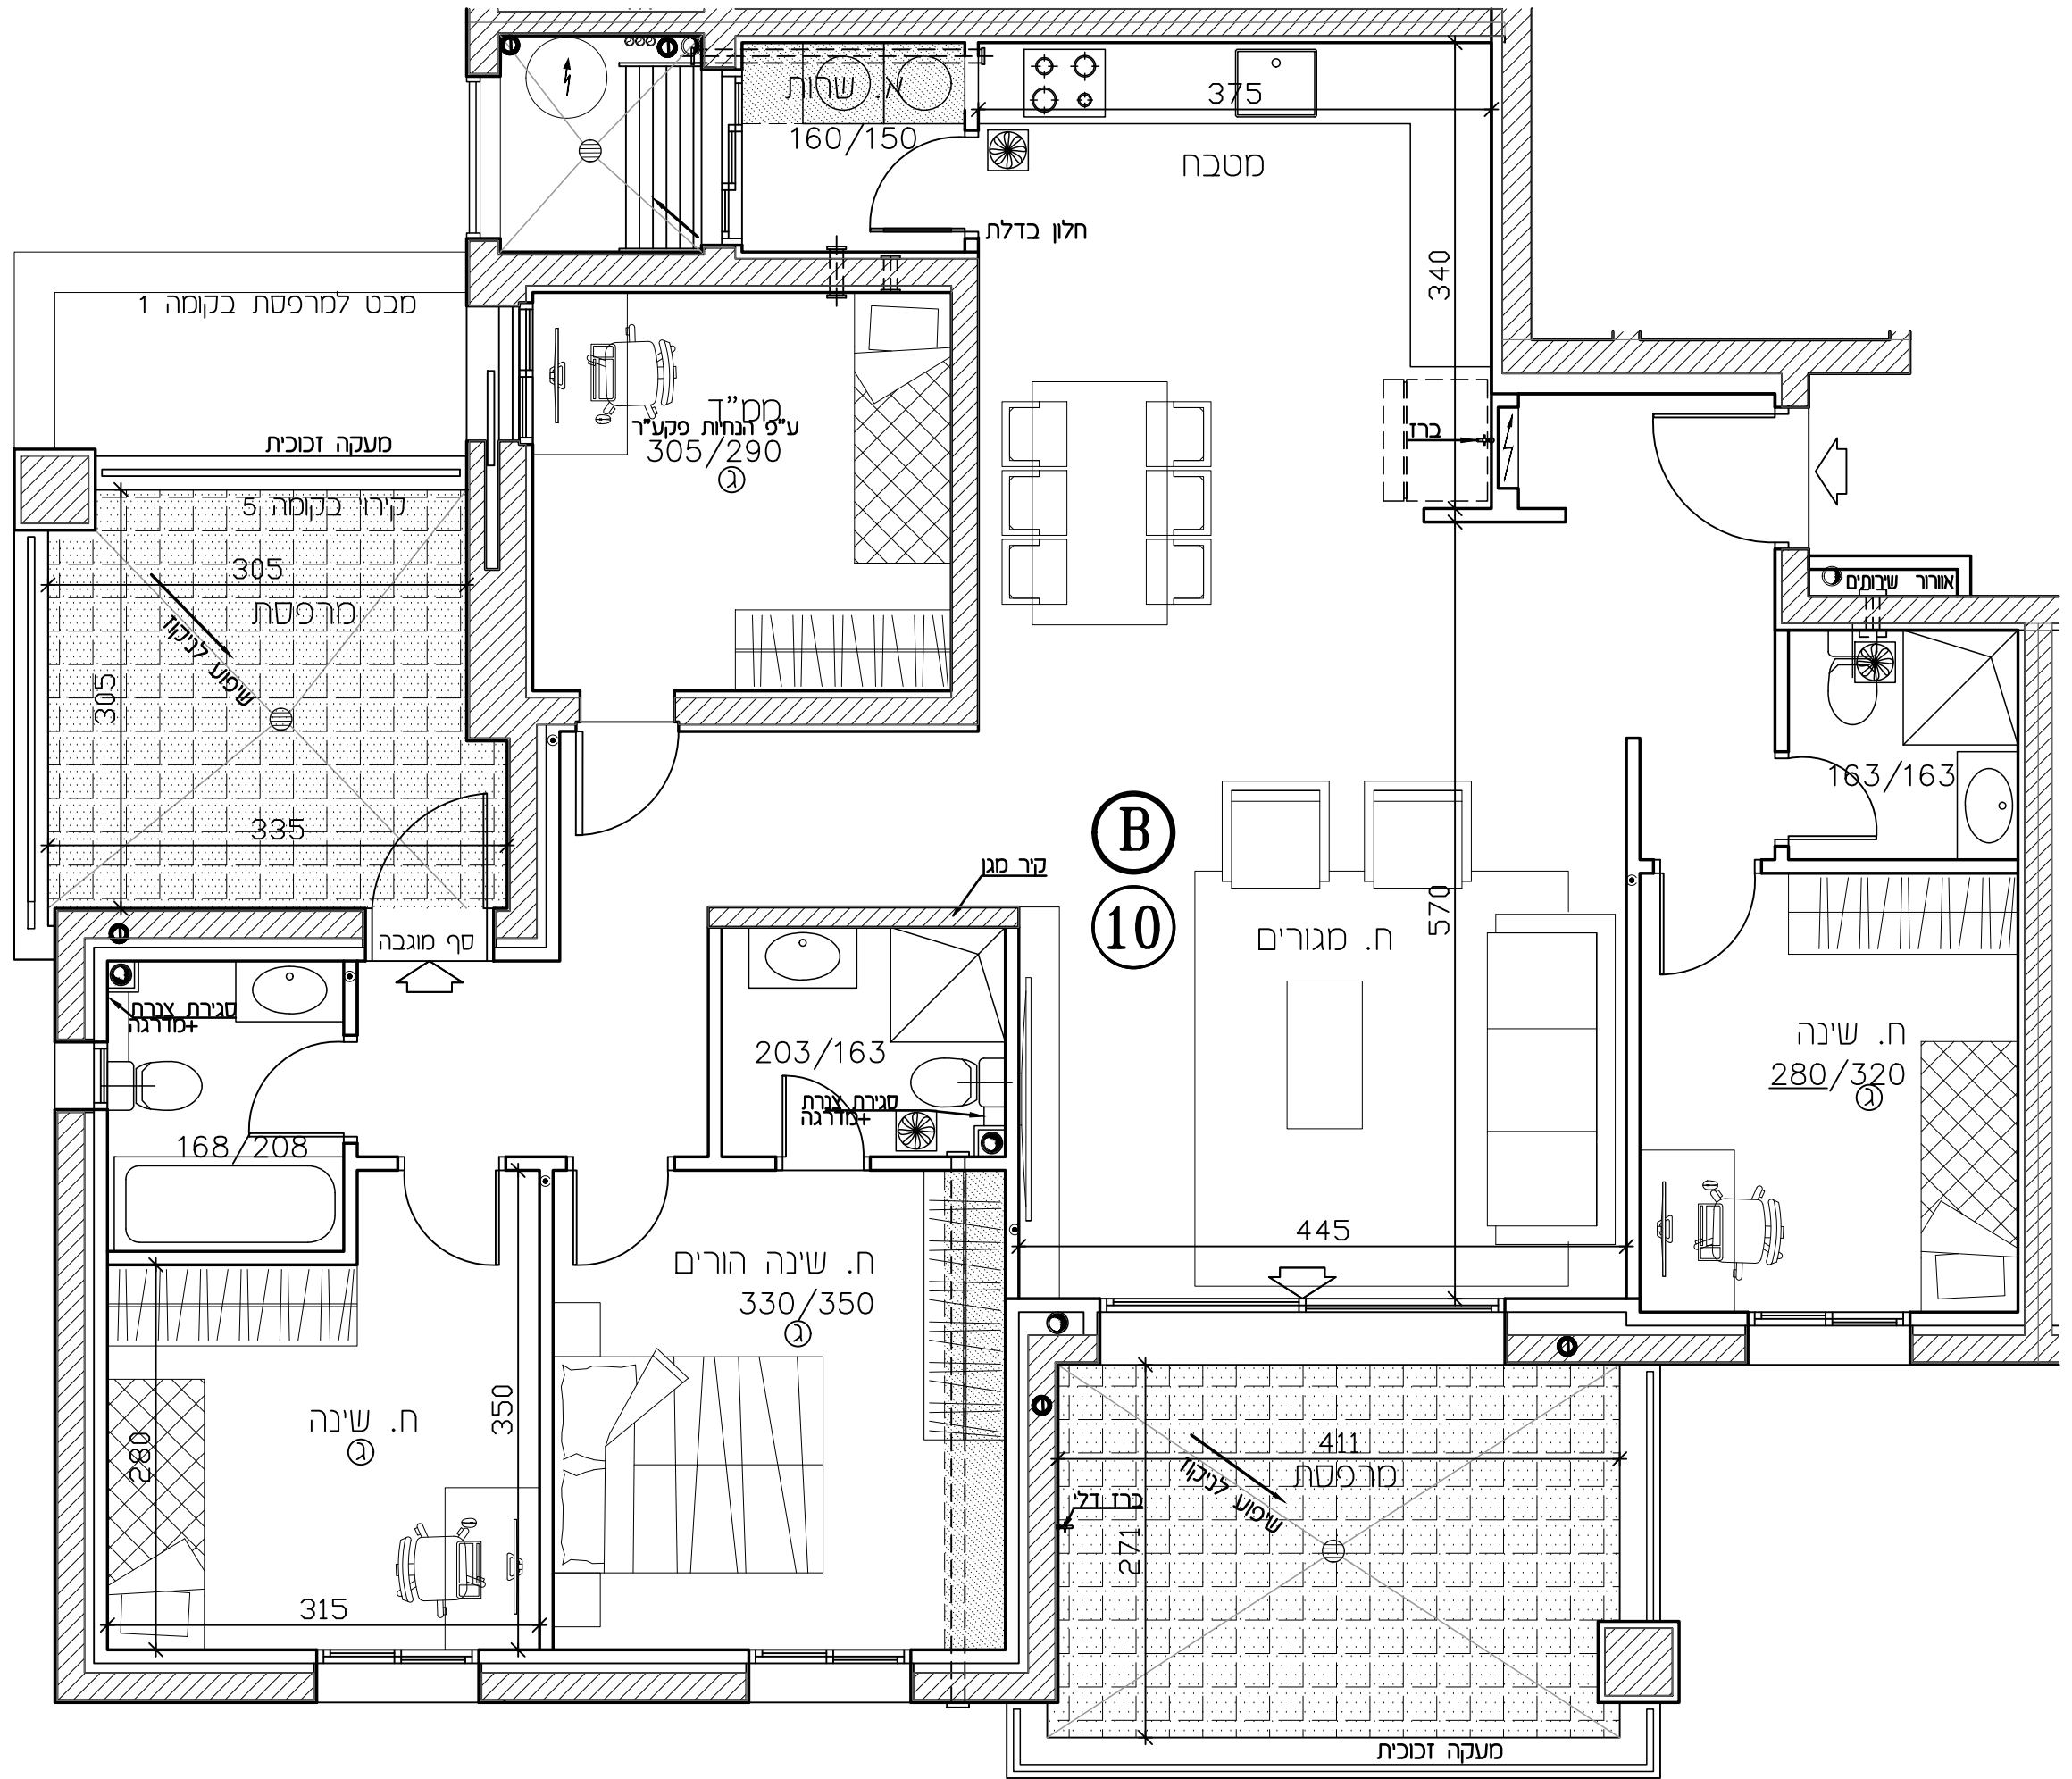 א. שרות
160/150
375
מטבח
חלון בדלת
340
מבט למרפסת בקומה 1
מעקה זכוכית
ממ"ד
ע"פ הנחיות פקע"ר
305/290
ג
ברז
קירוי בקומה 5
305
מרפסת
שיפוע לניקוז
305
335
אוורור שירותים
163/163
B
10
קיר מגן
570
ח. מגורים
סף מוגבה
סגירת צנרת
+מדרגה
203/163
סגירת צנרת
+מדרגה
168/208
ח. שינה
280/320
ג
445
ח. שינה הורים
330/350
ג
350
ח. שינה
ג
280
315
411
מרפסת
שיפוע לניקוז
ברז דלי
271
מעקה זכוכית